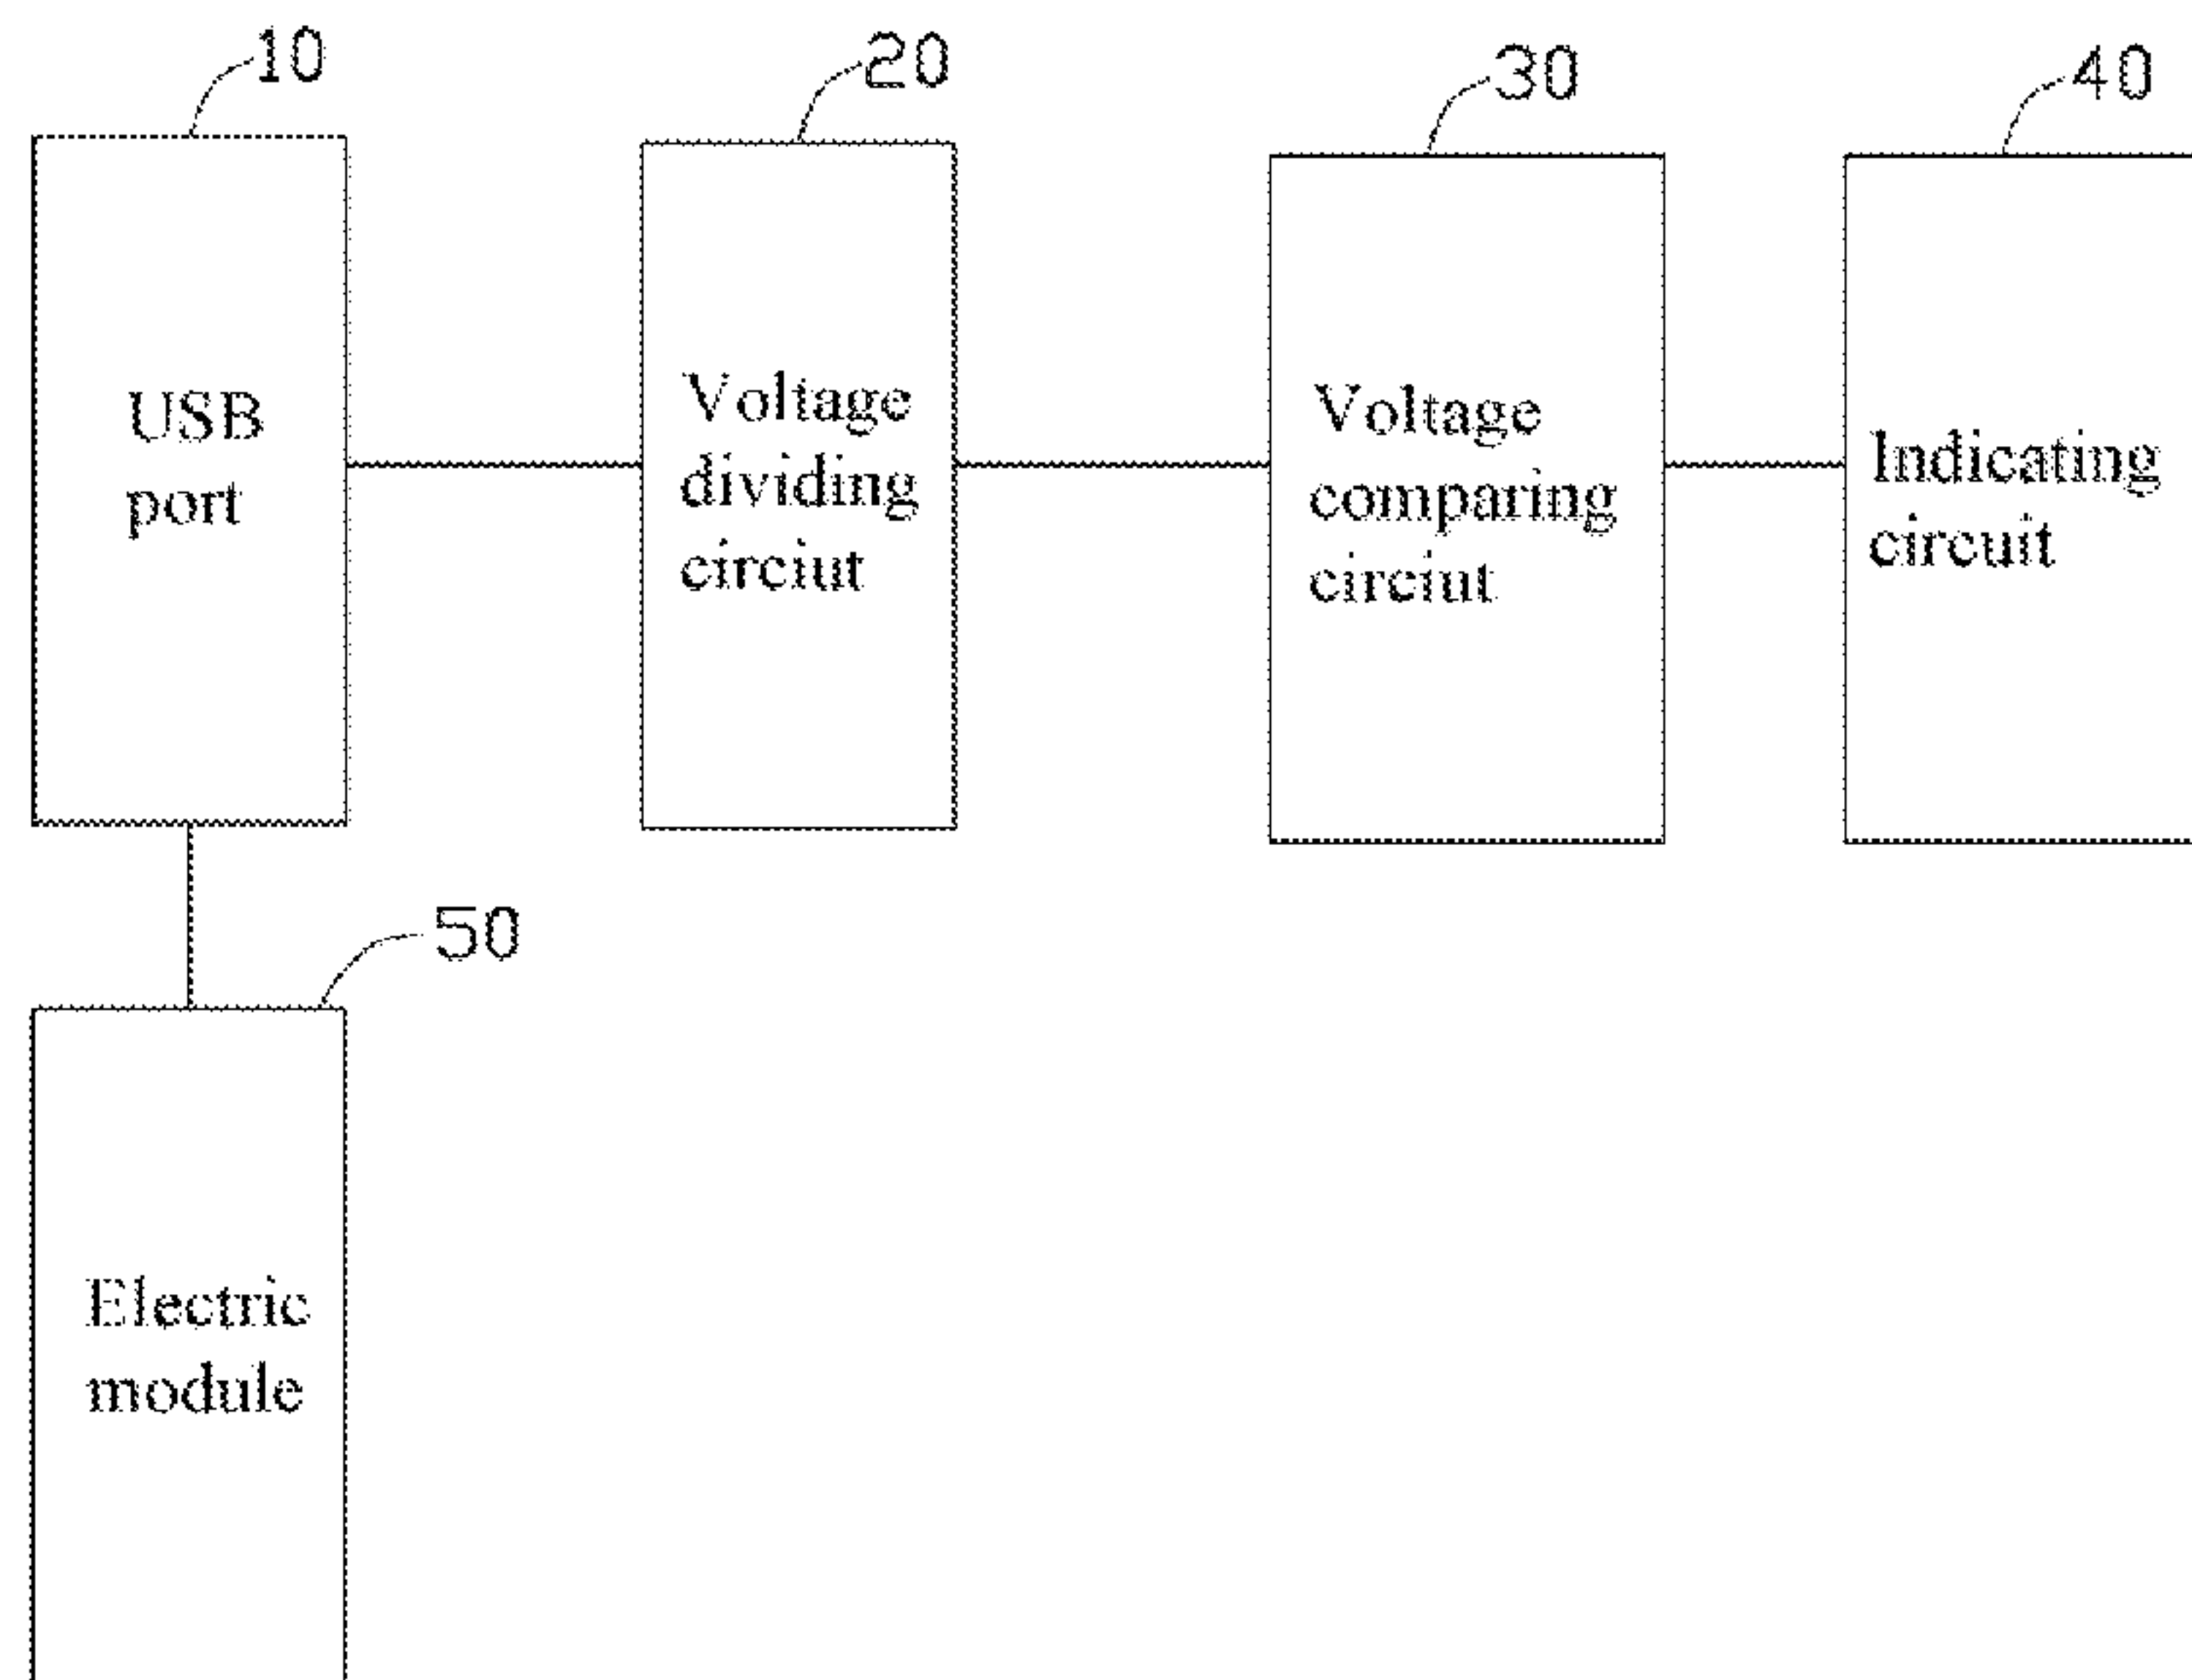 10
20
30
40
USB
port
Voltage
dividing
circiut
Voltage
comparing
circiut
Indicating
circuit
50
Electric
module